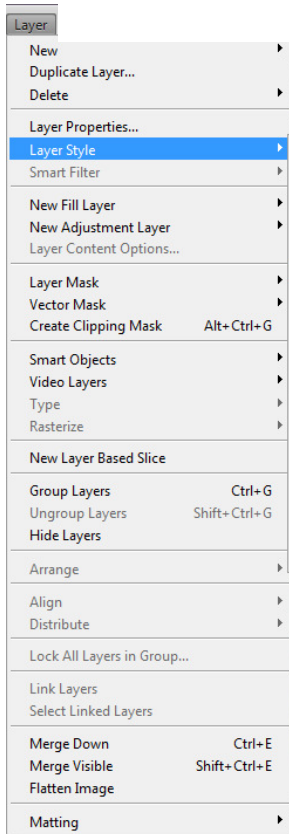 Layer
New
Duplicate Layer...
Delete
Layer Properties...
Layer Style
Smart Filter
New Fill Layer
New Adjustment Layer
Layer Content Options...
Layer Mask
Vector Mask
Create Clipping Mask Alt+Ctrl+G
Smart Objects
Video Layers
Type
Rasterize
New Layer Based Slice
Group Layers Ctrl+G
Ungroup Layers Shift+Ctrl+G
Hide Layers
Arrange
Align
Distribute
Lock All Layers in Group...
Link Layers
Select Linked Layers
Merge Down Ctrl+E
Merge Visible Shift+Ctrl+E
Flatten Image
Matting